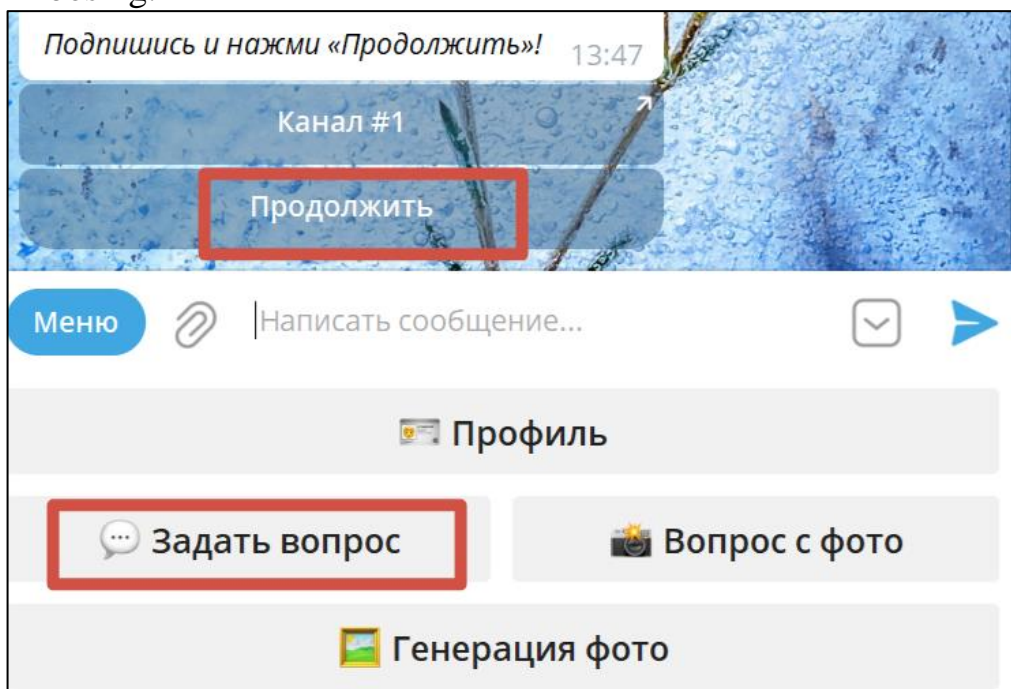 Подпишись и нажми «Продолжить»! 13:47
Канал #1
Продолжить
Меню Написать сообщение...
Профиль
Задать вопрос Вопрос с фото
Генерация фото